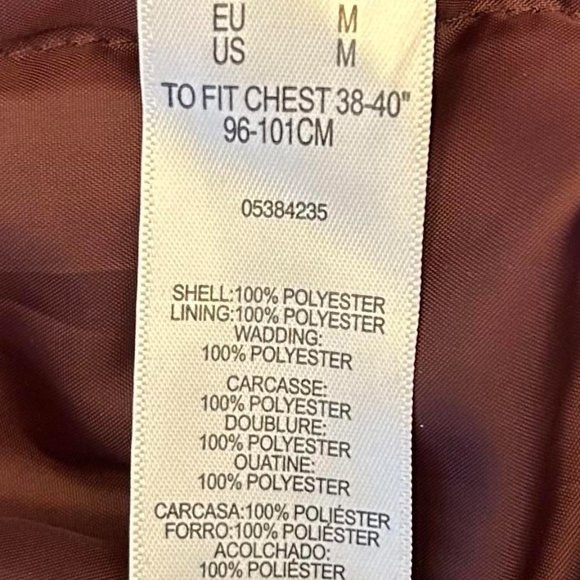 EU M
US M
TO FIT CHEST 38-40"
96-101CM
05384235
SHELL:100% POLYESTER
LINING:100% POLYESTER
WADDING:
100% POLYESTER
CARCASSE:
100% POLYESTER
DOUBLURE:
100% POLYESTER
OUATINE:
100% POLYESTER
CARCASA:100% POLIÉSTER
FORRO:100% POLIÉSTER
ACOLCHADO:
100% POLIÉSTER